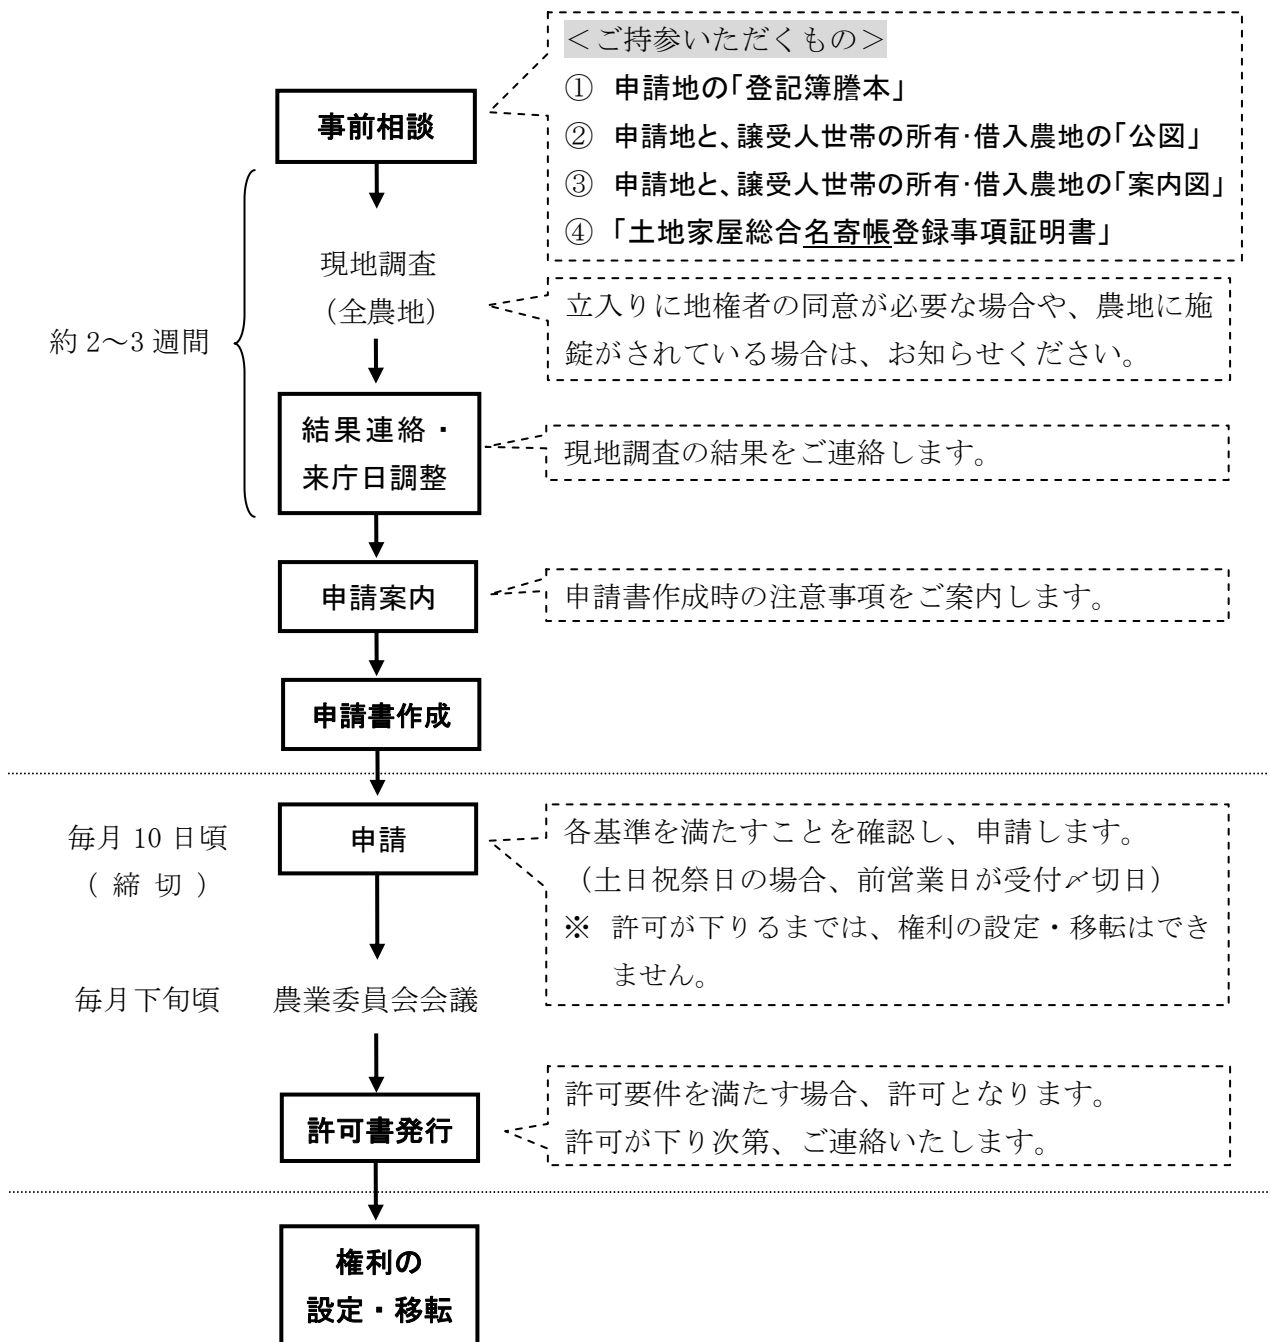 ＜ご持参いただくもの＞
① 申請地の「登記簿謄本」
② 申請地と、譲受人世帯の所有・借入農地の「公図」
③ 申請地と、譲受人世帯の所有・借入農地の「案内図」
④ 「土地家屋総合名寄帳登録事項証明書」
事前相談
現地調査
（全農地）
立入りに地権者の同意が必要な場合や、農地に施
錠がされている場合は、お知らせください。
約 2～3 週間
結果連絡・
来庁日調整
現地調査の結果をご連絡します。
申請案内
申請書作成時の注意事項をご案内します。
申請書作成
毎月 10 日頃
（ 締 切 ）
申請
各基準を満たすことを確認し、申請します。
（土日祝祭日の場合、前営業日が受付〆切日）
※ 許可が下りるまでは、権利の設定・移転はでき
ません。
毎月下旬頃
農業委員会会議
許可書発行
許可要件を満たす場合、許可となります。
許可が下り次第、ご連絡いたします。
権利の
設定・移転